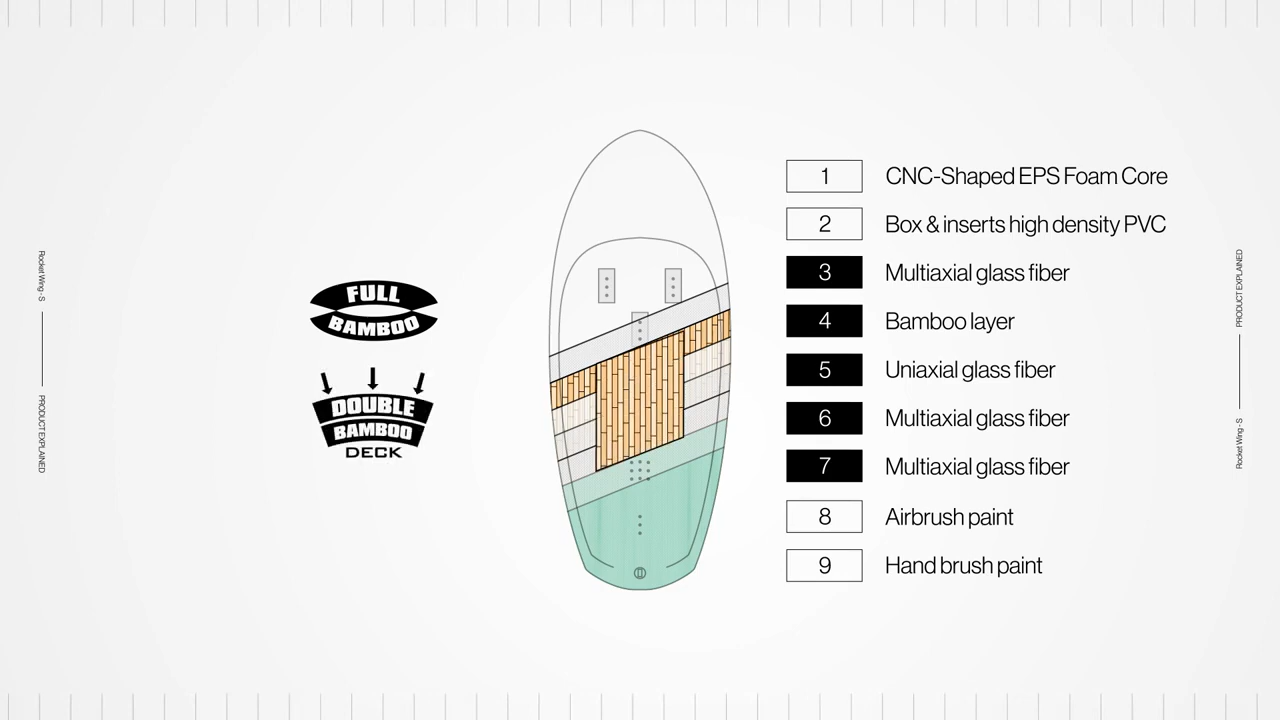 Rocket Wing - S
PRODUCT EXPLAINED
FULL
BAMBOO
DOUBLE
BAMBOO
DECK
1 CNC-Shaped EPS Foam Core
2 Box & inserts high density PVC
3 Multiaxial glass fiber
4 Bamboo layer
5 Uniaxial glass fiber
6 Multiaxial glass fiber
7 Multiaxial glass fiber
8 Airbrush paint
9 Hand brush paint
Rocket Wing - S
PRODUCT EXPLAINED